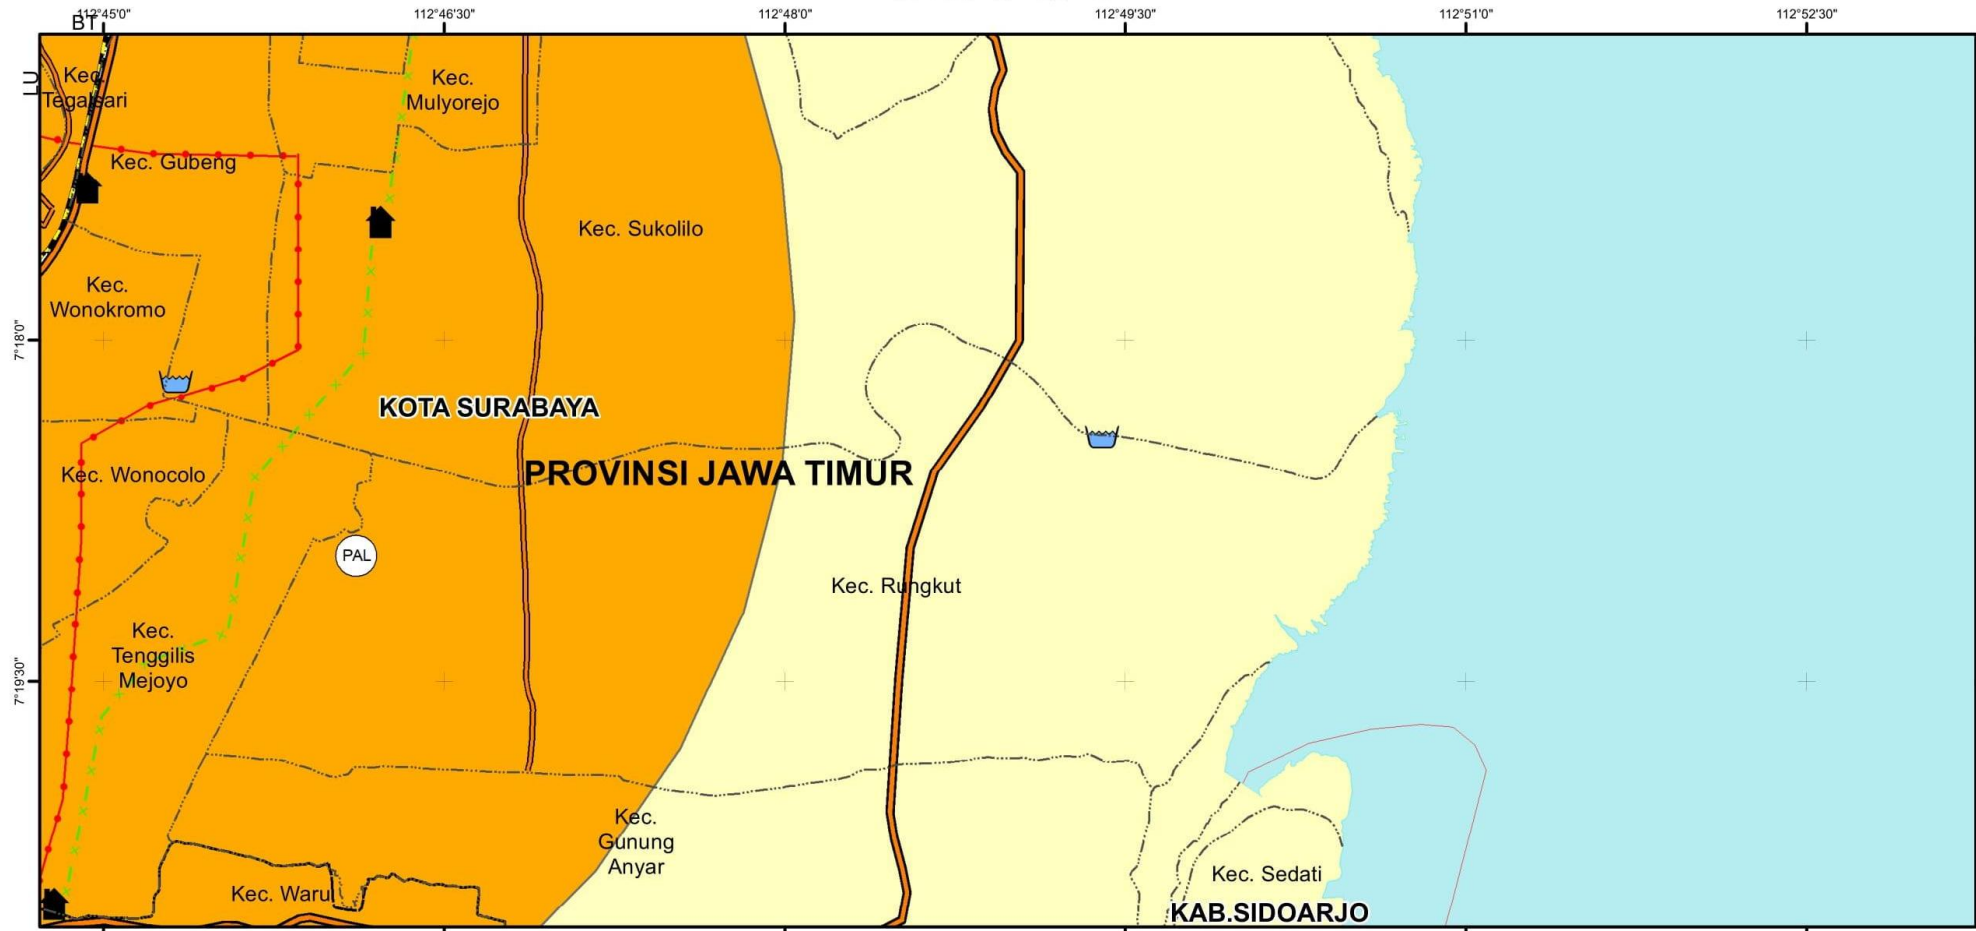 112°45'0"
112°46'30"
112°48'0"
112°49'30"
112°51'0"
112°52'30"
BT
LU
Kec.
Tegalsari
Kec.
Mulyorejo
Kec. Gubeng
Kec. Sukolilo
Kec.
Wonokromo
7°18'0"
KOTA SURABAYA
Kec. Wonocolo
PROVINSI JAWA TIMUR
PAL
Kec. Rungkut
Kec.
Tenggilis
Mejoyo
7°19'30"
Kec.
Gunung
Anyar
Kec. Waru
Kec. Sedati
KAB.SIDOARJO